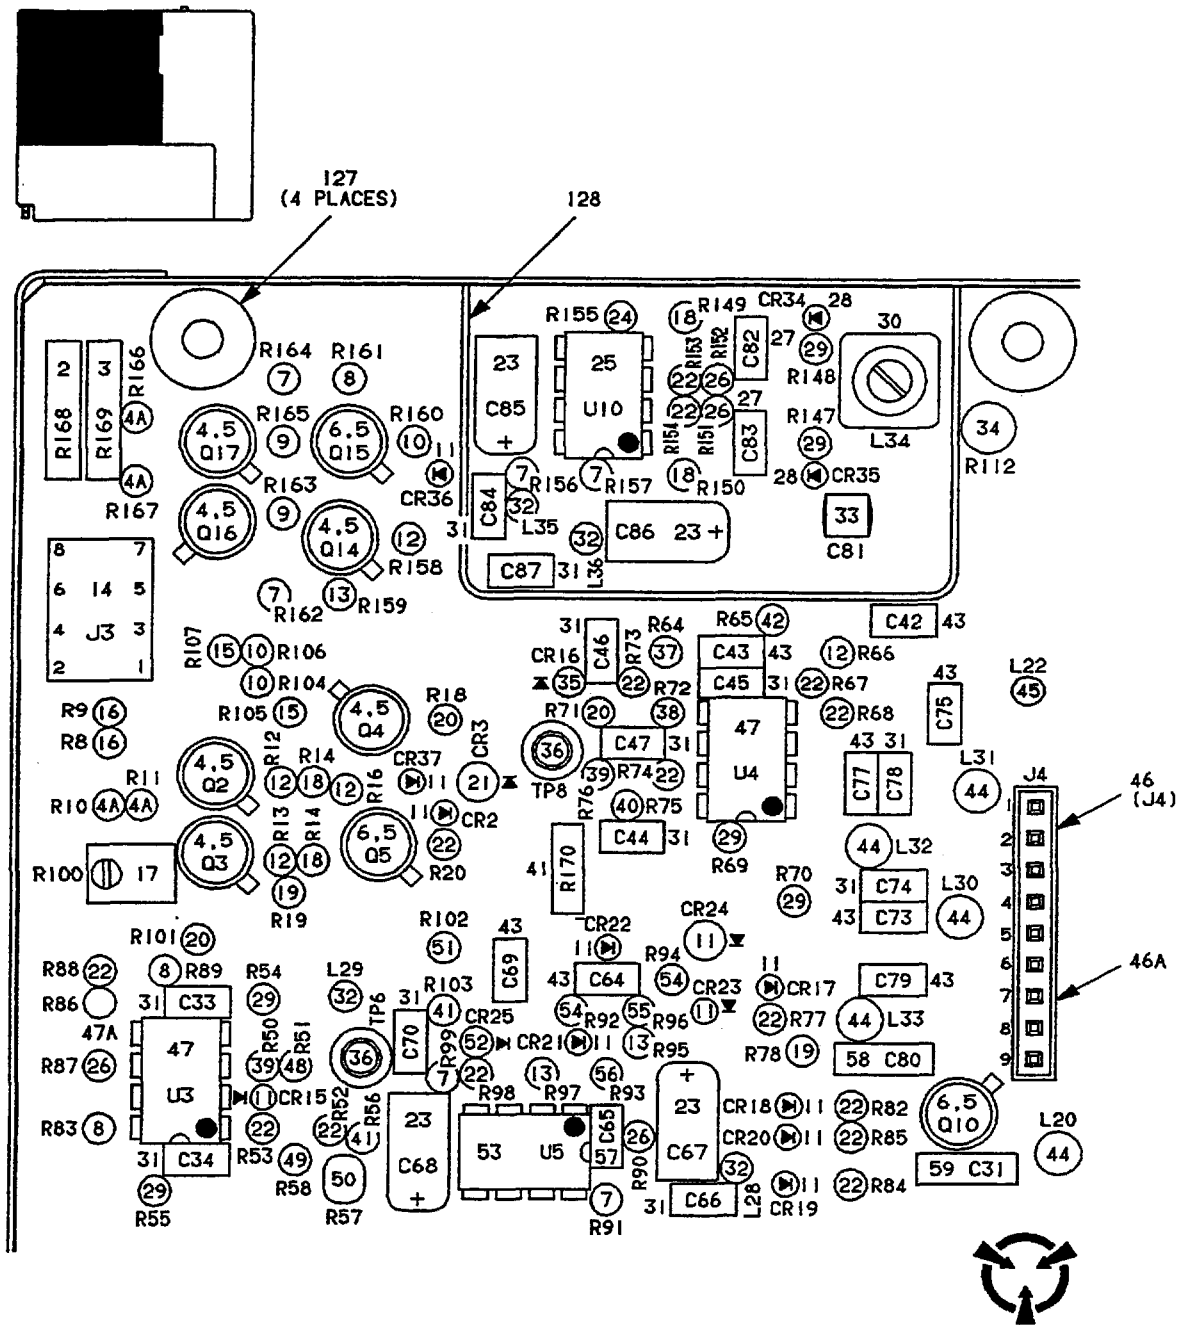 127
(4 PLACES)
128
R155 24
18 R149
CR34 28
29
R148
30
L34
2
R168
3
R169
R166
4A
R164
7
R161
8
23
C85
+
25
U10
R153
R152
22 26
22 26
R154
R151
C82 27
27
C83
R147
29
28 CR35
34
R112
4.5
Q17
R165
9
6.5
Q15
R160
10
11
CR36
4A
R167
7
R156
7
R157
18
R150
31 C84
32
L35
32
L36
C86 23 +
33
C81
4.5
Q16
R163
9
4.5
Q14
12
R158
C87 31
8 7
6 14 5
4 J3 3
2 1
7
R162
13
R159
R107
15 10 R106
10 R104
R105 15
31
C46
R73
CR16
35
22
R64
37
R65 42
C43 43
C45 31
12 R66
22 R67
22 R68
C42 43
43
C75
L22
45
R9 16
R8 16
4.5
Q4
R18
20
R71 20
R72
38
36
TP8
C47 31
47
U4
43 31
C77 C78
L31
44
J4
1
2
3
4
5
6
7
8
9
46
(J4)
46A
4.5
Q2
R12
12
R14
18
12
R16
CR37
11
CR3
21
11 CR2
39
R76
R74 22
40 R75
R11
R10 4A 4A
R13
12
R14
18
4.5
Q3
6.5
Q5
22
R20
C44 31
29
R69
44 L32
R100 17
19
R19
41 R170
R70
29
31 C74
43 C73
L30
44
R101 20
R102
51
43
C69
CR22
11
CR24
11
R88 22
8 R89
R54
29
L29
32
R103
41
43 C64
R94
54
CR23
11
11
CR17
C79 43
R86
31 C33
47A
TP6
36
31
C70
CR25
52
54
R92
55
R96
22 R77
44 L33
47
U3
R50
39
R51
48
R99
7
22
R98
CR21 11
13
R97
13
R95
56
R93
R78 19
58 C80
R87 26
11 CR15
R83 8
22
R53
R52
22
R56
41
23
C68
+
53 U5
C65
57
26
R90
+
23
C67
CR18 11
22 R82
6.5
Q10
CR20 11
22 R85
L20
44
31 C34
49
R58
50
R57
32
L28
59 C31
29
R55
7
R91
31 C66
11
CR19
22 R84